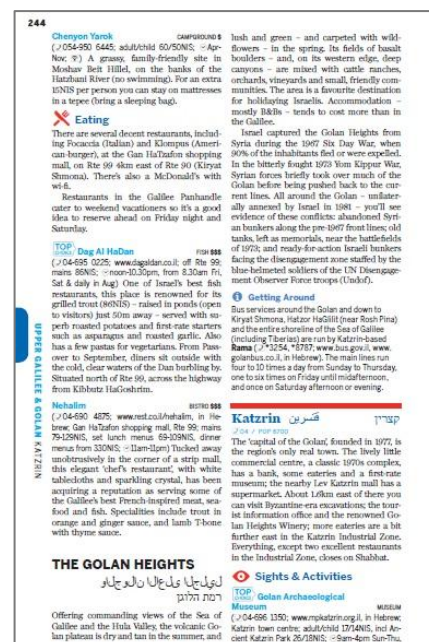 244
Chenyon Yarok CAMPGROUND $
(054-950 6445; adult/child 60/50NIS; Apr-
Nov; ) A grassy, family-friendly site in
Moshav Beit Hillel, on the banks of the
Hatzbani River (no swimming). For an extra
15NIS per person you can stay on mattresses
in a tepee (bring a sleeping bag).
Eating
There are several decent restaurants, includ-
ing Focaccia (Italian) and Klompus (Ameri-
can-burger), at the Gan HaTzafon shopping
mall, on Rte 99 4km east of Rte 90 (Kiryat
Shmona). There's also a McDonald's with
wi-fi.
Restaurants in the Galilee Panhandle
cater to weekend vacationers so it's a good
idea to reserve ahead on Friday night and
Saturday.
TOP
Dag Al HaDan FISH $$$
(04-695 0225; www.dagaldan.co.il; off Rte 99;
mains 86NIS; noon-10.30pm, from 8.30am Fri,
Sat & daily in Aug) One of Israel's best fish
restaurants, this place is renowned for its
grilled trout (86NIS) – raised in ponds (open
to visitors) just 50m away – served with su-
perb roasted potatoes and first-rate starters
such as asparagus and roasted garlic. Also
has a few pastas for vegetarians. From Pass-
over to September, diners sit outside with
the cold, clear waters of the Dan burbling by.
Situated north of Rte 99, across the highway
from Kibbutz HaGoshrim.
Nehalim BISTRO $$$
(04-690 4875; www.rest.co.il/nehalim, in He-
brew; Gan HaTzafon shopping mall, Rte 99; mains
79-129NIS, set lunch menus 69-109NIS, dinner
menus from 330NIS; 11am-11pm) Tucked away
unobtrusively in the corner of a strip mall,
this elegant 'chef's restaurant', with white
tablecloths and sparkling crystal, has been
acquiring a reputation as serving some of
the Galilee's best French-inspired meat, sea-
food and fish. Specialities include trout in
orange and ginger sauce, and lamb T-bone
with thyme sauce.
THE GOLAN HEIGHTS
רמת הגולן
Offering commanding views of the Sea of
Galilee and the Hula Valley, the volcanic Go-
lan plateau is dry and tan in the summer, and
lush and green – and carpeted with wild-
flowers – in the spring. Its fields of basalt
boulders – and, on its western edge, deep
canyons – are mixed with cattle ranches,
orchards, vineyards and small, friendly com-
munities. The area is a favourite destination
for holidaying Israelis. Accommodation –
mostly B&Bs – tends to cost more than in
the Galilee.
Israel captured the Golan Heights from
Syria during the 1967 Six Day War, when
90% of the inhabitants fled or were expelled.
In the bitterly fought 1973 Yom Kippur War,
Syrian forces briefly took over much of the
Golan before being pushed back to the cur-
rent lines. All around the Golan – unilater-
ally annexed by Israel in 1981 – you'll see
evidence of these conflicts: abandoned Syri-
an bunkers along the pre-1967 front lines; old
tanks, left as memorials, near the battlefields
of 1973; and ready-for-action Israeli bunkers
facing the disengagement zone staffed by the
blue-helmeted soldiers of the UN Disengage-
ment Observer Force troops (Undof).
Getting Around
Bus services around the Golan and down to
Kiryat Shmona, Hatzor HaGlilit (near Rosh Pina)
and the entire shoreline of the Sea of Galilee
(including Tiberias) are run by Katzrin-based
Rama (*3254, *8787; www.bus.gov.il, www.
golanbus.co.il, in Hebrew). The main lines run
four to 10 times a day from Sunday to Thursday,
one to six times on Friday until midafternoon,
and once on Saturday afternoon or evening.
Katzrin قصرين קצרין
04 / POP 6700
The 'capital of the Golan', founded in 1977, is
the region's only real town. The lively little
commercial centre, a classic 1970s complex,
has a bank, some eateries and a first-rate
museum; the nearby Lev Katzrin mall has a
supermarket. About 1.6km east of there you
can visit Byzantine-era excavations; the tour-
ist information office and the renowned Go-
lan Heights Winery; more eateries are a bit
further east in the Katzrin Industrial Zone.
Everything, except two excellent restaurants
in the Industrial Zone, closes on Shabbat.
Sights & Activities
TOP
Golan Archaeological
Museum MUSEUM
(04-696 1350; www.mpkatzrin.org.il, in Hebrew;
Katzrin town centre; adult/child 17/14NIS, incl An-
cient Katzrin Park 26/18NIS; 9am-4pm Sun-Thu,
UPPER GALILEE & GOLAN KATZRIN